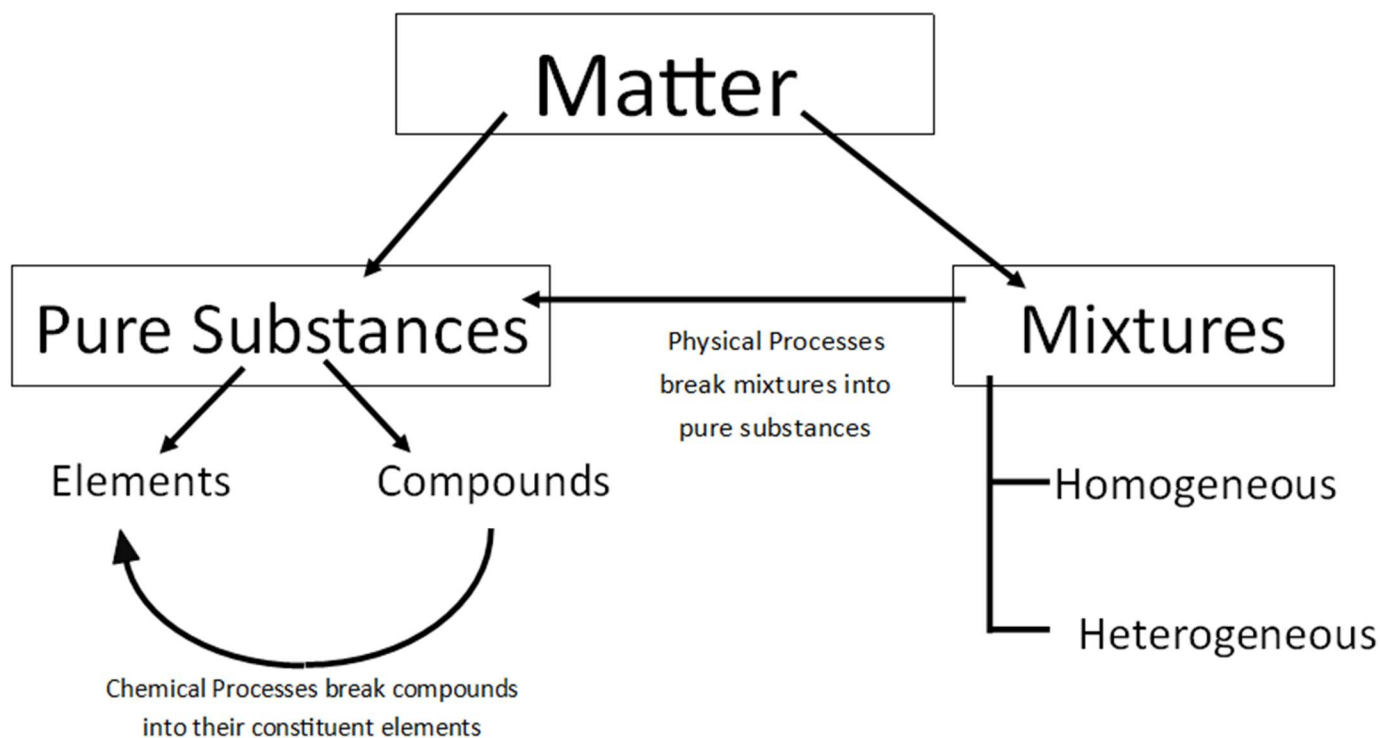 Matter
Pure Substances
Mixtures
Physical Processes
break mixtures into
pure substances
Elements
Compounds
Homogeneous
Heterogeneous
Chemical Processes break compounds
into their constituent elements